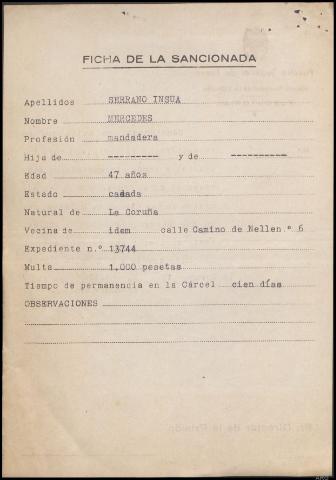 FICHA DE LA SANCIONADA
Apellidos SERRANO INSUA
Nombre MERCEDES
Profesión mandadera
Hija de --------- y de ----------
Edad 47 años
Estado casada
Natural de La Coruña
Vecina de idem calle Camino de Nellen.º 6
Expediente n.º 13744
Multa 1.000 pesetas
Tiempo de permanencia en la Cárcel cien días
OBSERVACIONES